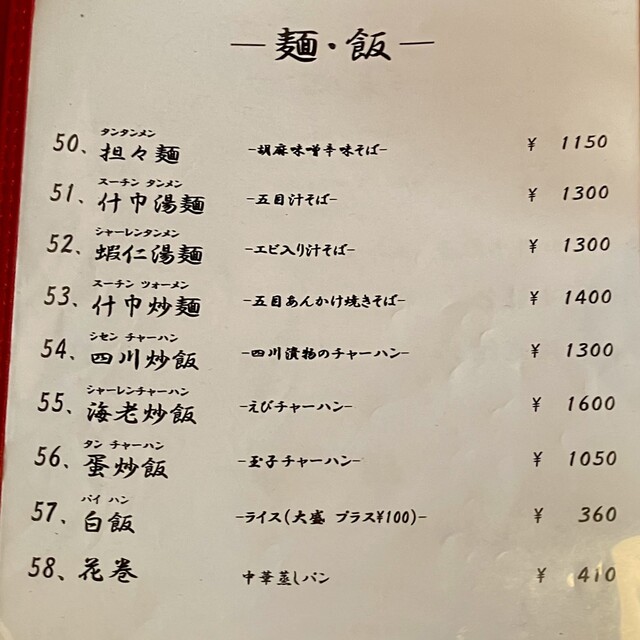 —麺・飯—
タンタンメン
50、担々麺 -胡麻味噌辛味そば- ¥ 1150
スーチン タンメン
51、什巾湯麺 -五目汁そば- ¥ 1300
シャーレンタンメン
52、蝦仁湯麺 -エビ入り汁そば- ¥ 1300
スーチン ツォーメン
53、什巾炒麺 -五目あんかけ焼きそば- ¥ 1400
シセン チャーハン
54、四川炒飯 -四川漬物のチャーハン- ¥ 1300
シャーレンチャーハン
55、海老炒飯 -えびチャーハン- ¥ 1600
タン チャーハン
56、蛋炒飯 -玉子チャーハン- ¥ 1050
パイ ハン
57、白飯 -ライス(大盛 プラス¥100)- ¥ 360
58、花巻 中華蒸しパン ¥ 410